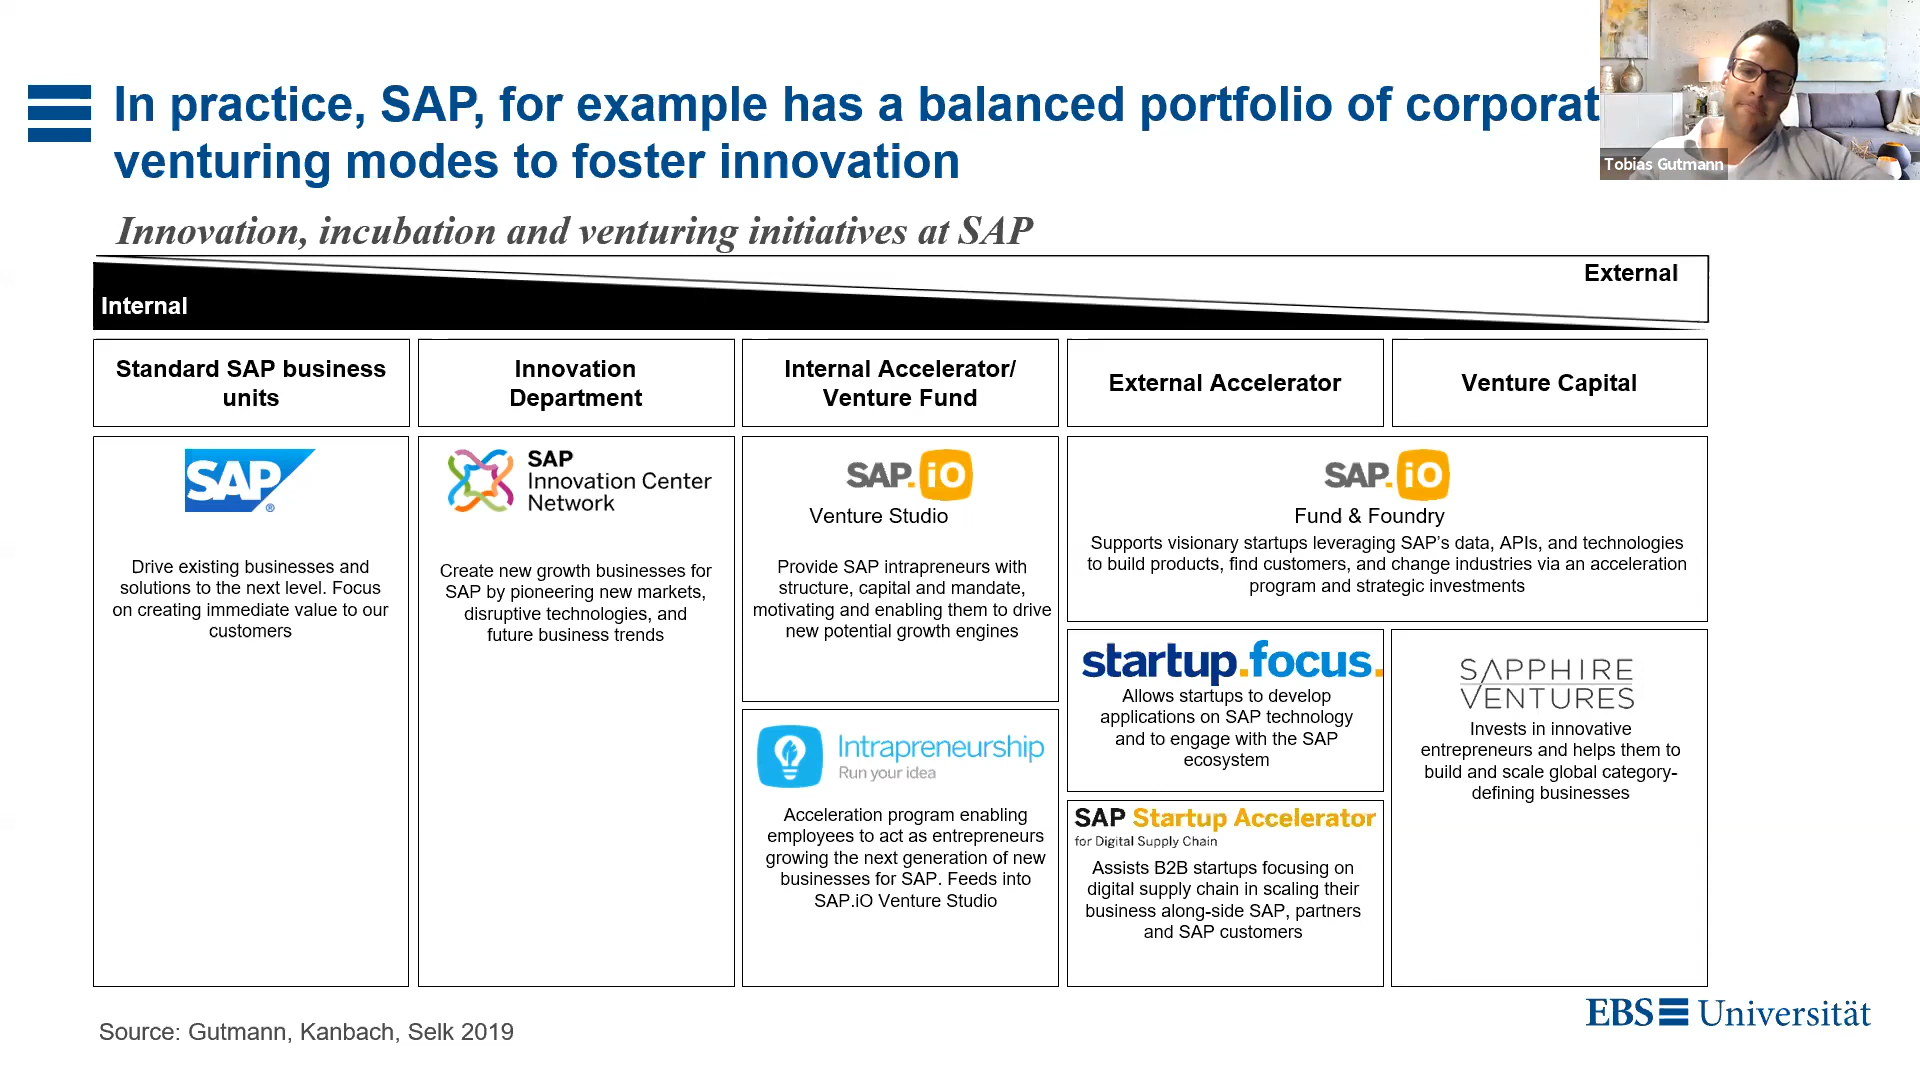 In practice, SAP, for example has a balanced portfolio of corporat
venturing modes to foster innovation
Tobias Gutmann
Innovation, incubation and venturing initiatives at SAP
External
Internal
Standard SAP business
units
Innovation
Department
Internal Accelerator/
Venture Fund
External Accelerator
Venture Capital
SAP
®
Drive existing businesses and
solutions to the next level. Focus
on creating immediate value to our
customers
SAP
Innovation Center
Network
Create new growth businesses for
SAP by pioneering new markets,
disruptive technologies, and
future business trends
SAP.iO
Venture Studio
Provide SAP intrapreneurs with
structure, capital and mandate,
motivating and enabling them to drive
new potential growth engines
Intrapreneurship
Run your idea
Acceleration program enabling
employees to act as entrepreneurs
growing the next generation of new
businesses for SAP. Feeds into
SAP.iO Venture Studio
SAP.iO
Fund & Foundry
Supports visionary startups leveraging SAP's data, APIs, and technologies
to build products, find customers, and change industries via an acceleration
program and strategic investments
startup.focus.
Allows startups to develop
applications on SAP technology
and to engage with the SAP
ecosystem
SAP Startup Accelerator
for Digital Supply Chain
Assists B2B startups focusing on
digital supply chain in scaling their
business along-side SAP, partners
and SAP customers
SAPPHIRE
VENTURES
Invests in innovative
entrepreneurs and helps them to
build and scale global category-
defining businesses
Source: Gutmann, Kanbach, Selk 2019
EBS Universität